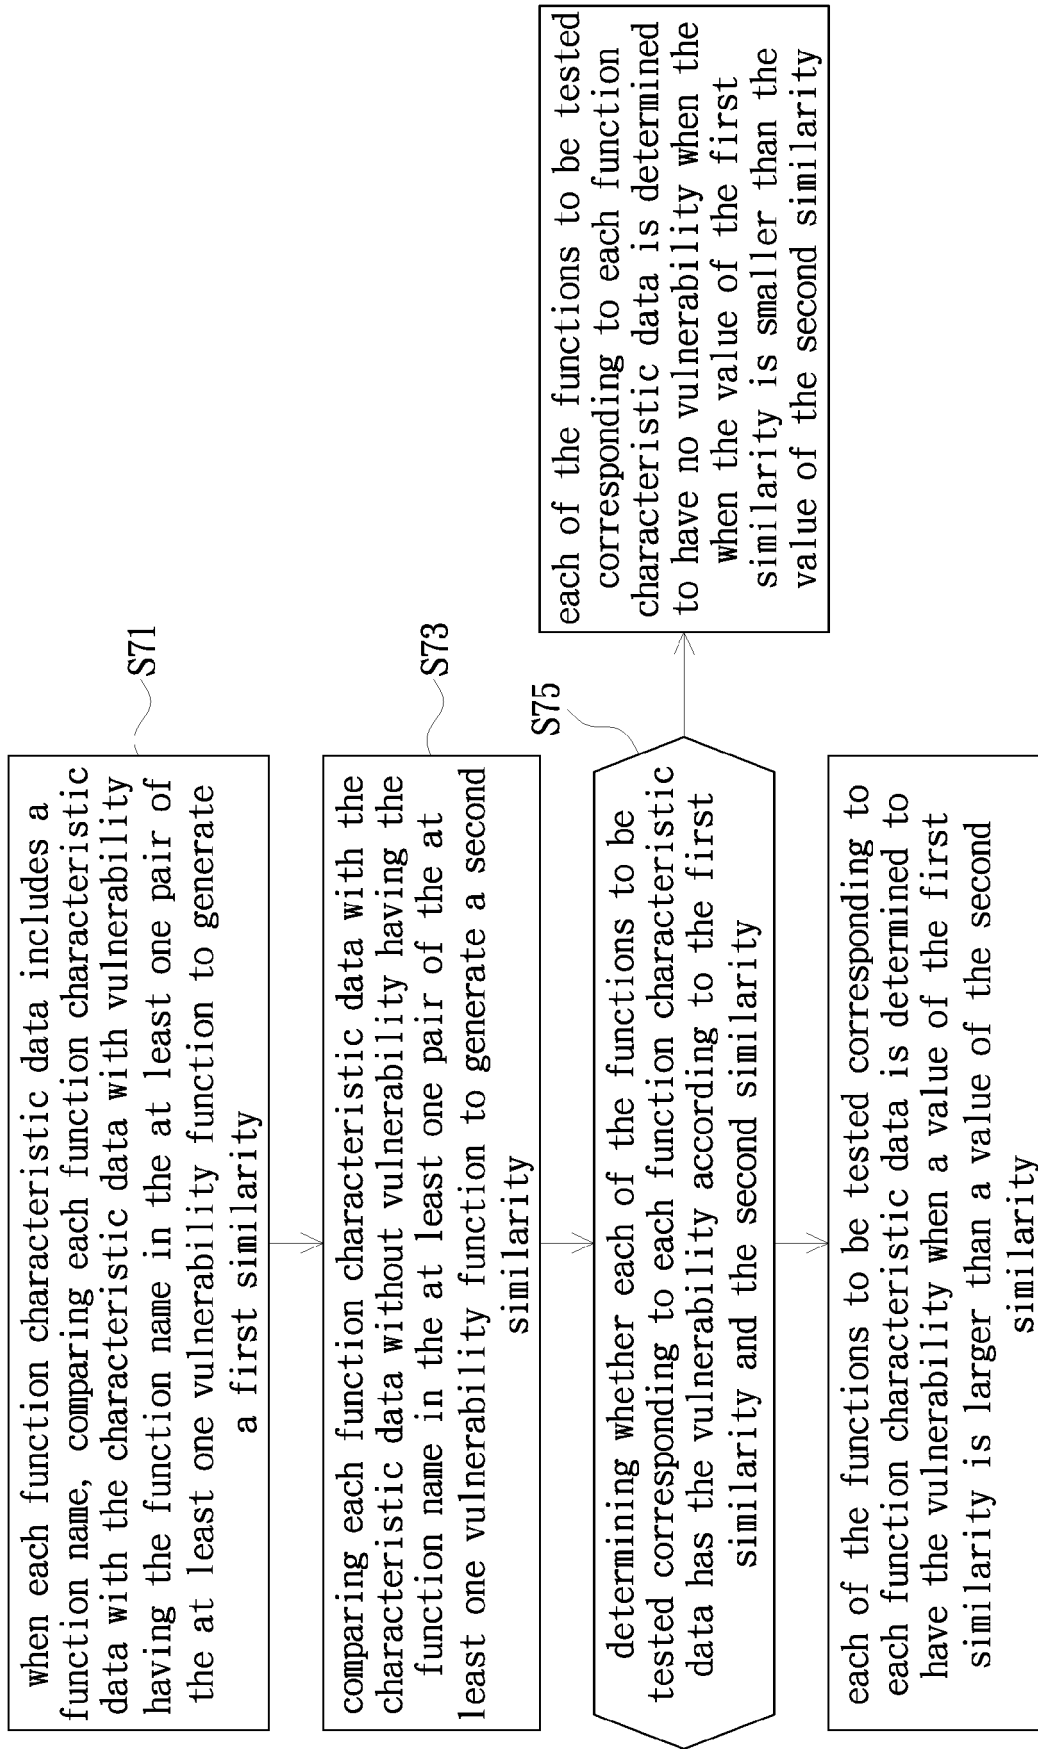 when each function characteristic data includes a
function name, comparing each function characteristic
data with the characteristic data with vulnerability
having the function name in the at least one pair of
the at least one vulnerability function to generate
a first similarity
S71
comparing each function characteristic data with the
characteristic data without vulnerability having the
function name in the at least one pair of the at
least one vulnerability function to generate a second
similarity
S73
determining whether each of the functions to be
tested corresponding to each function characteristic
data has the vulnerability according to the first
similarity and the second similarity
S75
each of the functions to be tested
corresponding to each function
characteristic data is determined
to have no vulnerability when the
when the value of the first
similarity is smaller than the
value of the second similarity
each of the functions to be tested corresponding to
each function characteristic data is determined to
have the vulnerability when a value of the first
similarity is larger than a value of the second
similarity